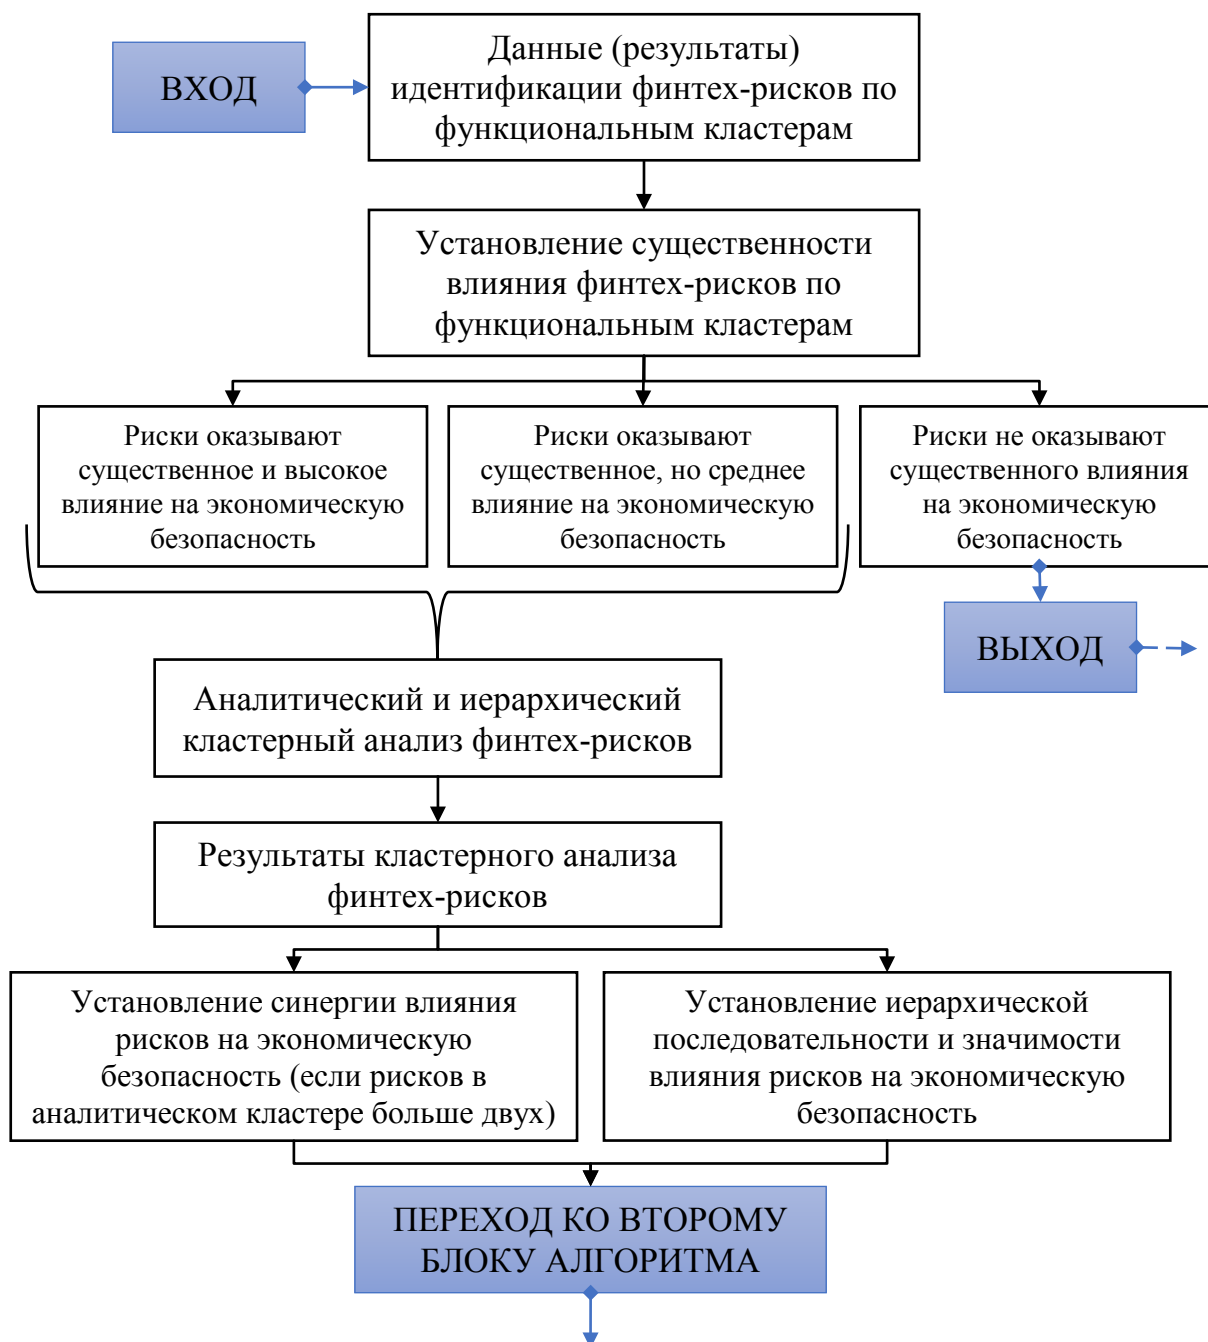 ВХОД
Данные (результаты)
идентификации финтех-рисков по
функциональным кластерам
Установление существенности
влияния финтех-рисков по
функциональным кластерам
Риски оказывают
существенное и высокое
влияние на экономическую
безопасность
Риски оказывают
существенное, но среднее
влияние на экономическую
безопасность
Риски не оказывают
существенного влияния
на экономическую
безопасность
ВЫХОД
Аналитический и иерархический
кластерный анализ финтех-рисков
Результаты кластерного анализа
финтех-рисков
Установление синергии влияния
рисков на экономическую
безопасность (если рисков в
аналитическом кластере больше двух)
Установление иерархической
последовательности и значимости
влияния рисков на экономическую
безопасность
ПЕРЕХОД КО ВТОРОМУ
БЛОКУ АЛГОРИТМА